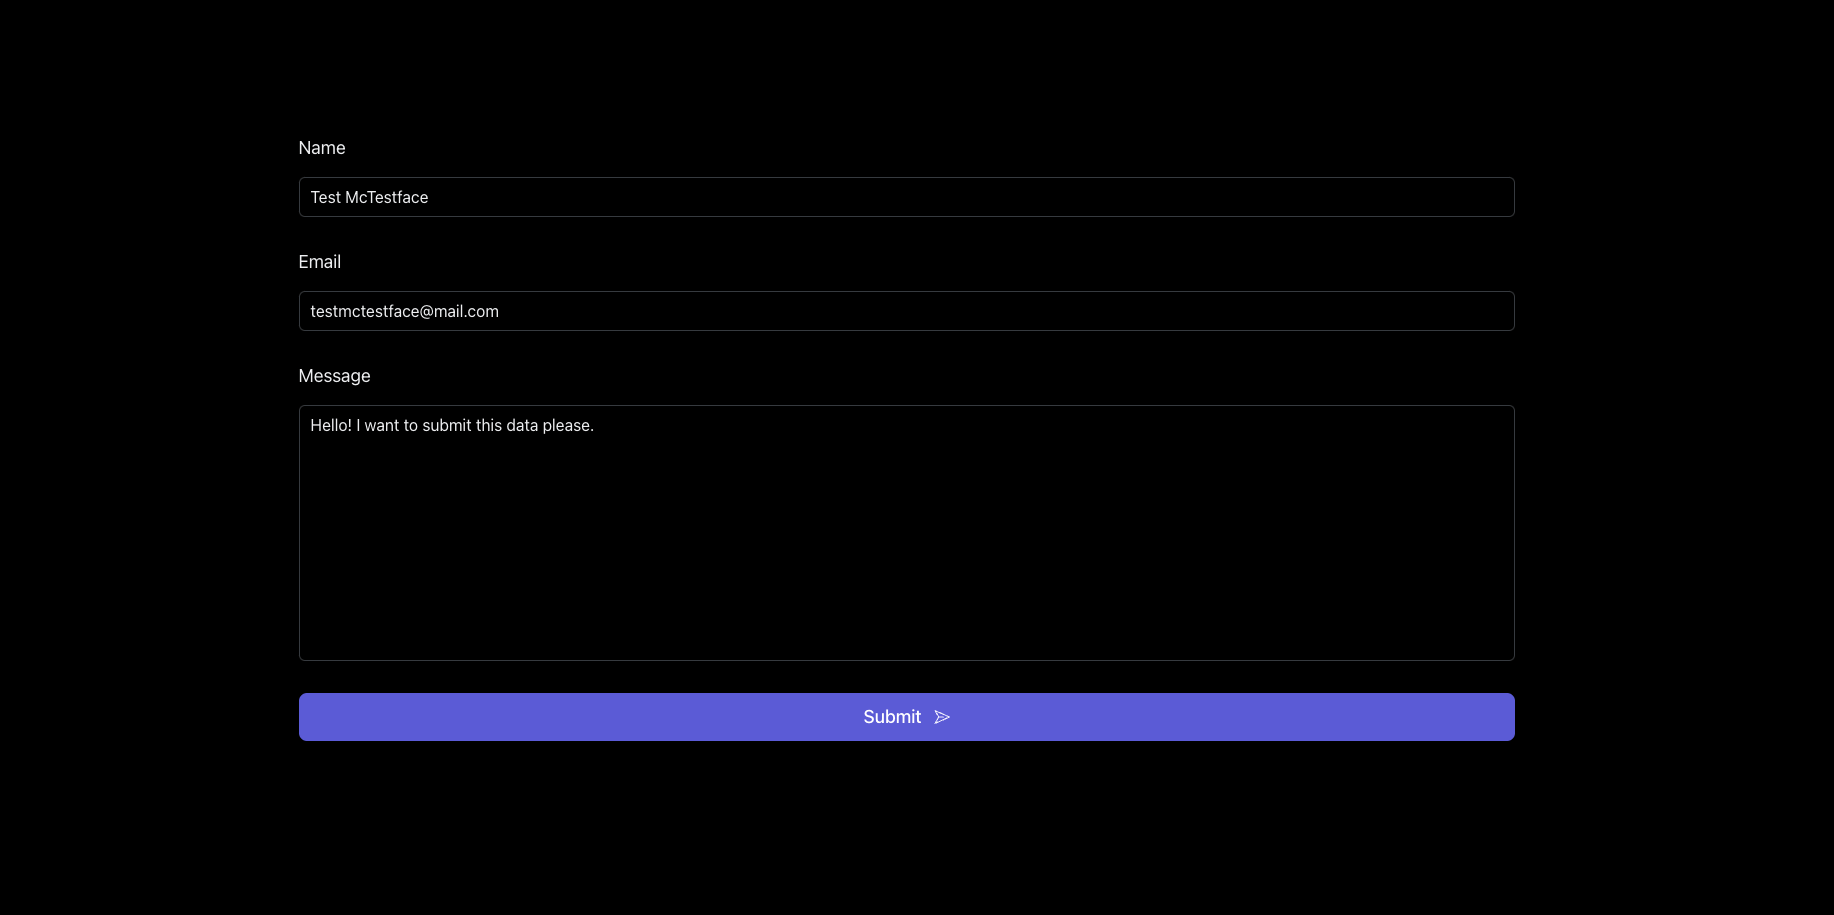 Name
Test McTestface
Email
testmctestface@mail.com
Message
Hello! I want to submit this data please.
Submit